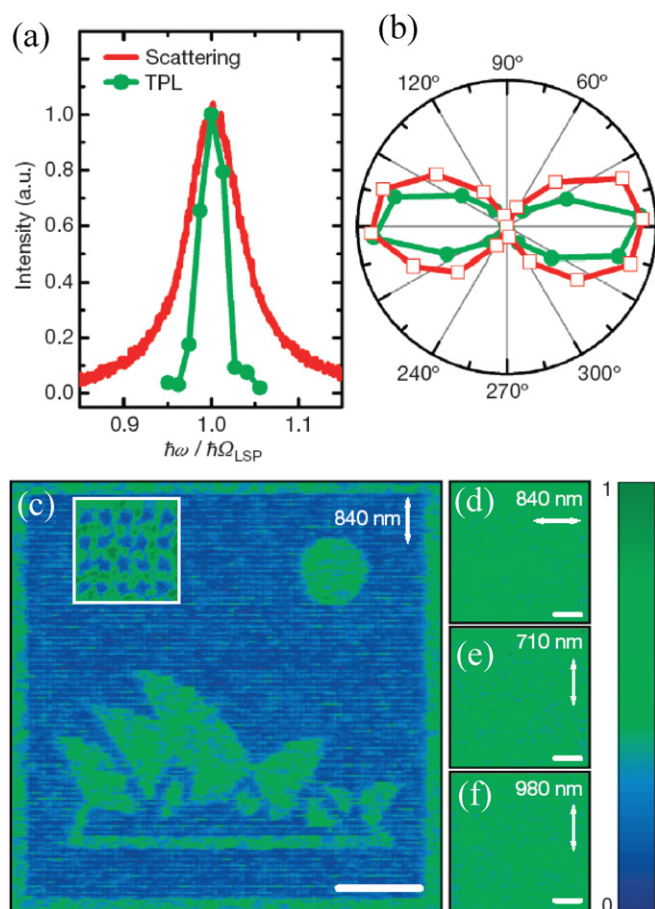 (a)
Scattering
TPL
Intensity (a.u.)
1.0
0.8
0.6
0.4
0.2
0.0
0.9
1.0
1.1
ℏω / ℏΩLSP
(b)
90°
120°
60°
240°
300°
270°
(c)
840 nm
(d)
840 nm
(e)
710 nm
(f)
980 nm
1
0